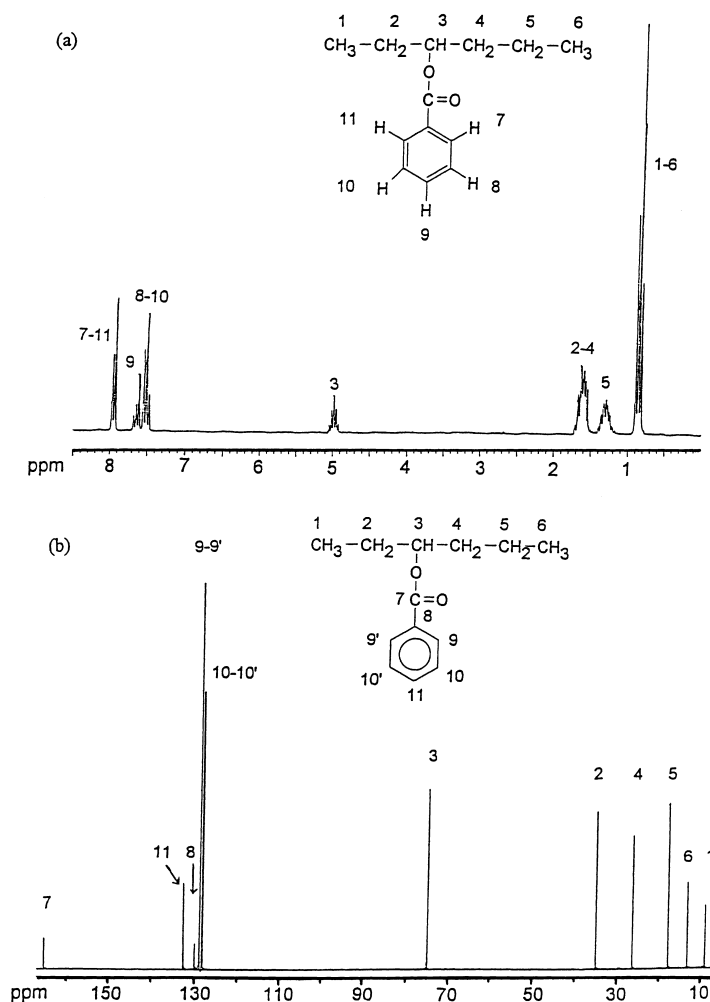 (a)
1 2 3 4 5 6
CH3-CH2-CH-CH2-CH2-CH3
O
C=O
11 H H 7
10 H H 8
H
9
1-6
8-10
7-11
9
3
2-4
5
ppm 8 7 6 5 4 3 2 1
(b)
9-9'
1 2 3 4 5 6
CH3-CH2-CH-CH2-CH2-CH3
O
7 C=O
8
9' 9
10' 10
11
10-10'
3
2 4 5
6 1
11 8
7
ppm 150 130 110 90 70 50 30 10